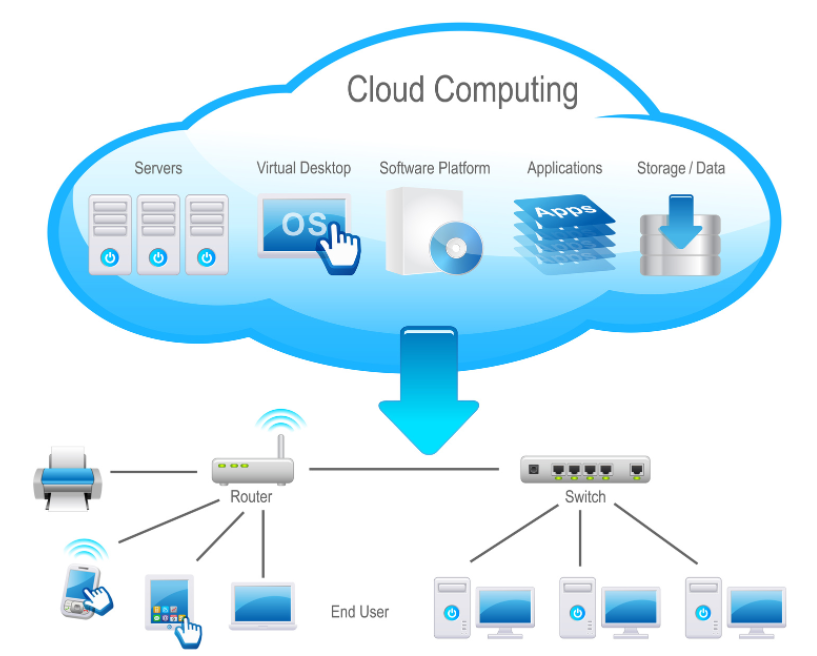 Cloud Computing
Servers
Virtual Desktop
Software Platform
Applications
Storage / Data
OS
Apps
Router
Switch
End User